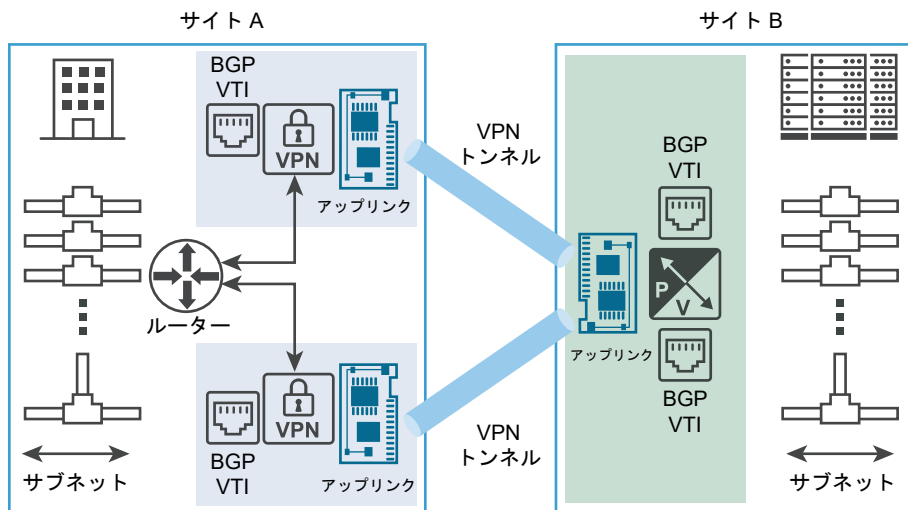 サイト A
サイト B
BGP
VTI
VPN
アップリンク
ルーター
VPN
BGP
VTI
アップリンク
サブネット
VPN
トンネル
VPN
トンネル
BGP
VTI
P
V
アップリンク
BGP
VTI
サブネット